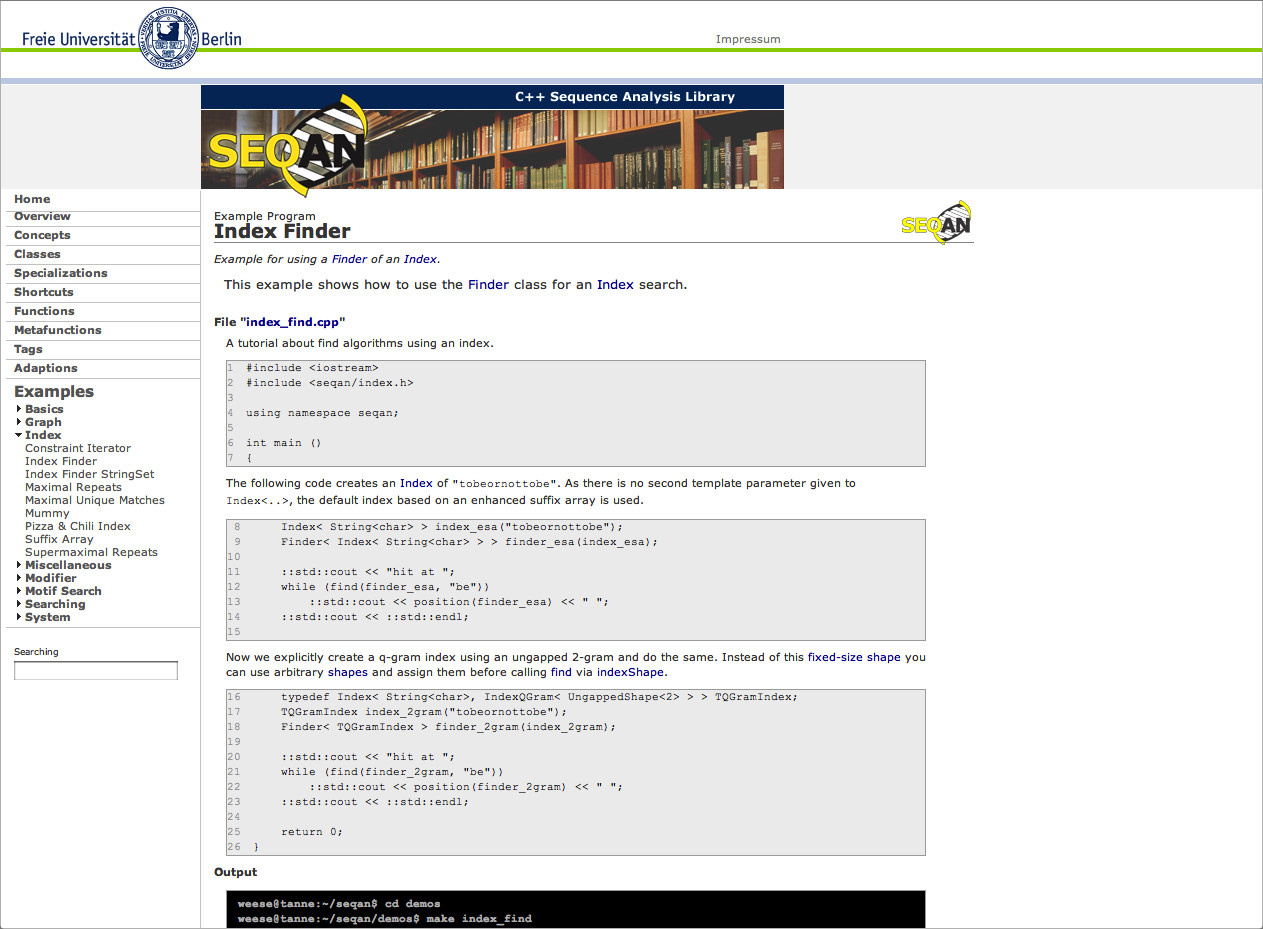 Freie Universität Berlin
Impressum
C++ Sequence Analysis Library
SEQAN
Home
Overview
Concepts
Classes
Specializations
Shortcuts
Functions
Metafunctions
Tags
Adaptions
Examples
Basics
Graph
Index
Constraint Iterator
Index Finder
Index Finder StringSet
Maximal Repeats
Maximal Unique Matches
Mummy
Pizza & Chili Index
Suffix Array
Supermaximal Repeats
Miscellaneous
Modifier
Motif Search
Searching
System
Searching
Example Program
Index Finder
SEQAN
Example for using a Finder of an Index.
This example shows how to use the Finder class for an Index search.
File "index_find.cpp"
A tutorial about find algorithms using an index.
1 #include <iostream>
2 #include <seqan/index.h>
3
4 using namespace seqan;
5
6 int main ()
7 {
The following code creates an Index of "tobeornottobe". As there is no second template parameter given to
Index<..>, the default index based on an enhanced suffix array is used.
8 Index< String<char> > index_esa("tobeornottobe");
9 Finder< Index< String<char> > > finder_esa(index_esa);
10
11 ::std::cout << "hit at ";
12 while (find(finder_esa, "be"))
13 ::std::cout << position(finder_esa) << " ";
14 ::std::cout << ::std::endl;
15
Now we explicitly create a q-gram index using an ungapped 2-gram and do the same. Instead of this fixed-size shape you
can use arbitrary shapes and assign them before calling find via indexShape.
16 typedef Index< String<char>, IndexQGram< UngappedShape<2> > > TQGramIndex;
17 TQGramIndex index_2gram("tobeornottobe");
18 Finder< TQGramIndex > finder_2gram(index_2gram);
19
20 ::std::cout << "hit at ";
21 while (find(finder_2gram, "be"))
22 ::std::cout << position(finder_2gram) << " ";
23 ::std::cout << ::std::endl;
24
25 return 0;
26 }
Output
weese@tanne:~/seqan$ cd demos
weese@tanne:~/seqan/demos$ make index_find